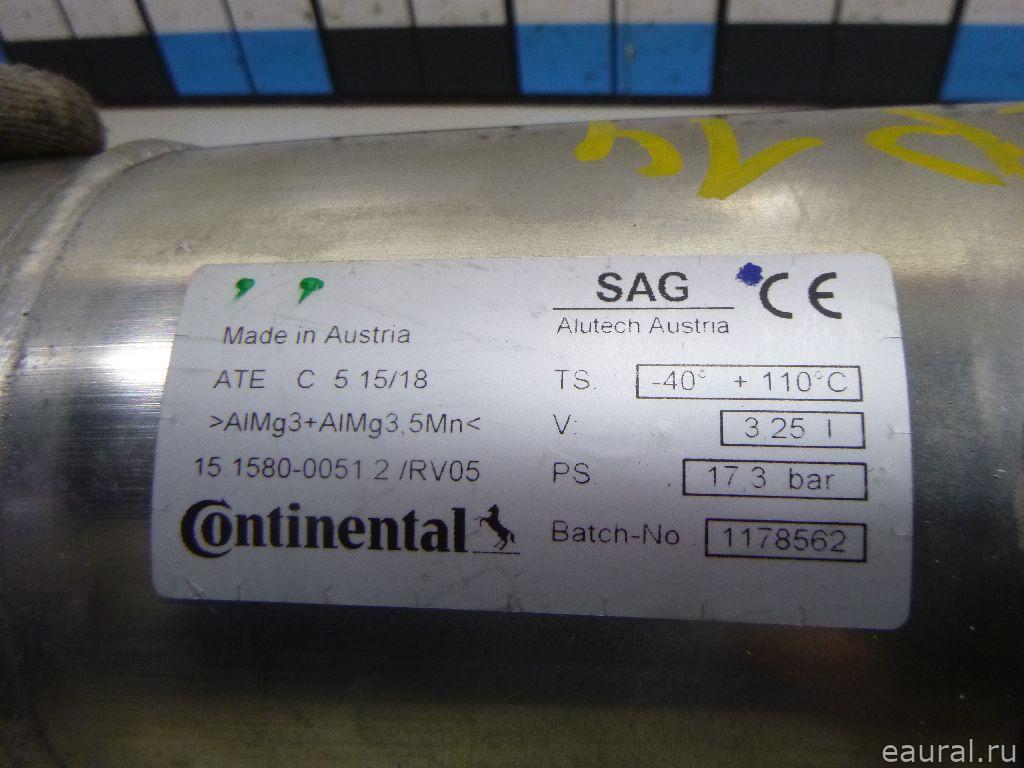 Made in Austria
ATE C 5 15/18
>AlMg3+AlMg3,5Mn<
15 1580-0051 2 /RV05
Continental
SAG CE
Alutech Austria
TS. -40° + 110°C
V: 3.25 l
PS. 17,3 bar
Batch-No 1178562
eaural.ru